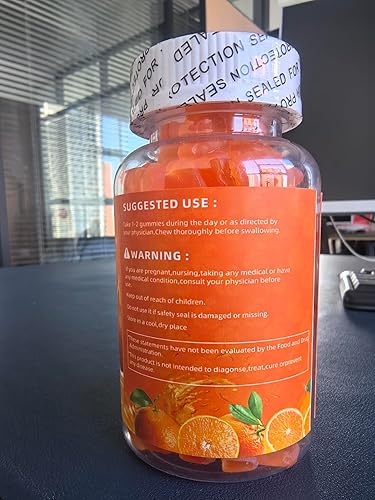 SEALED FOR
PROTECTION SEA
SEALED FOR
PRO
SUGGESTED USE :
Take 1-2 gummies during the day or as directed by
your physician.Chew thoroughly before swallowing.
WARNING :
If you are pregnant,nursing,taking any medical or have
any medical condition,consult your physician before
use.
Keep out of reach of children.
Do not use it if safety seal is damaged or missing.
Store in a cool,dry place
These statements have not been evaluated by the Food and Drug
Administration.
This product is not intended to diagonse,treat,cure orprevent
any disease.